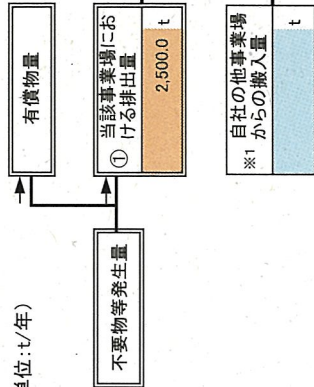 単位:t/年)
不要物等発生量
有償物量
① 当該事業場にお
ける排出量
2,500.0 t
※1 自社の他事業場
からの搬入量
t